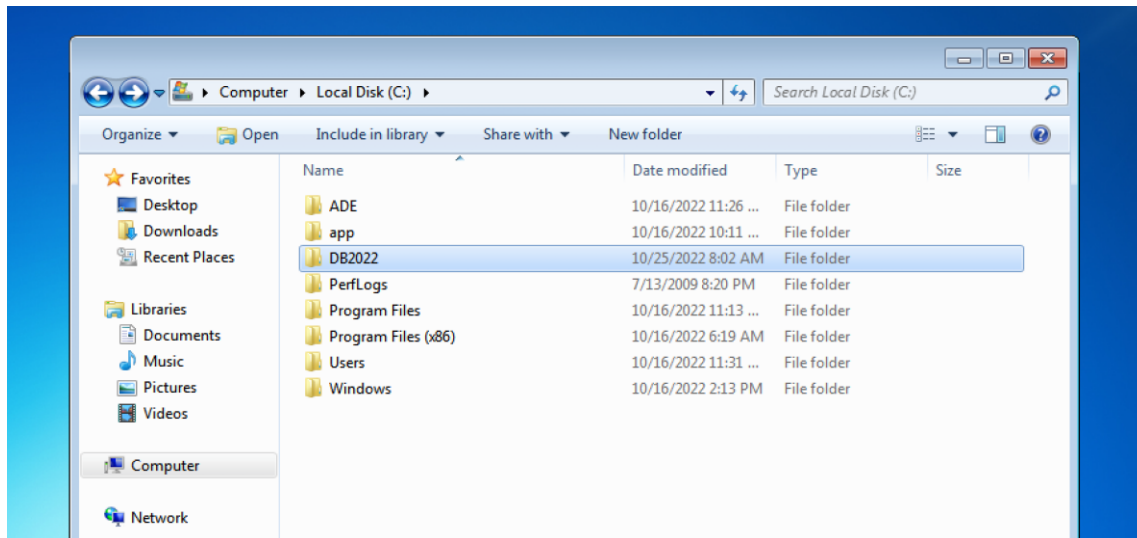 Computer Local Disk (C:) Search Local Disk (C:)
Organize Open Include in library Share with New folder
Name Date modified Type Size
Favorites
Desktop
Downloads
Recent Places
Libraries
Documents
Music
Pictures
Videos
Computer
Network
ADE 10/16/2022 11:26 ... File folder
app 10/16/2022 10:11 ... File folder
DB2022 10/25/2022 8:02 AM File folder
PerfLogs 7/13/2009 8:20 PM File folder
Program Files 10/16/2022 11:13 ... File folder
Program Files (x86) 10/16/2022 6:19 AM File folder
Users 10/16/2022 11:31 ... File folder
Windows 10/16/2022 2:13 PM File folder